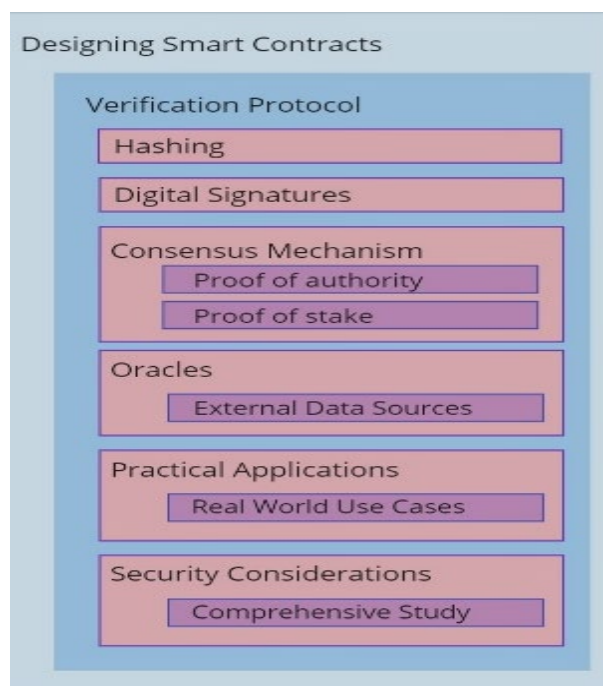 Designing Smart Contracts
Verification Protocol
Hashing
Digital Signatures
Consensus Mechanism
Proof of authority
Proof of stake
Oracles
External Data Sources
Practical Applications
Real World Use Cases
Security Considerations
Comprehensive Study